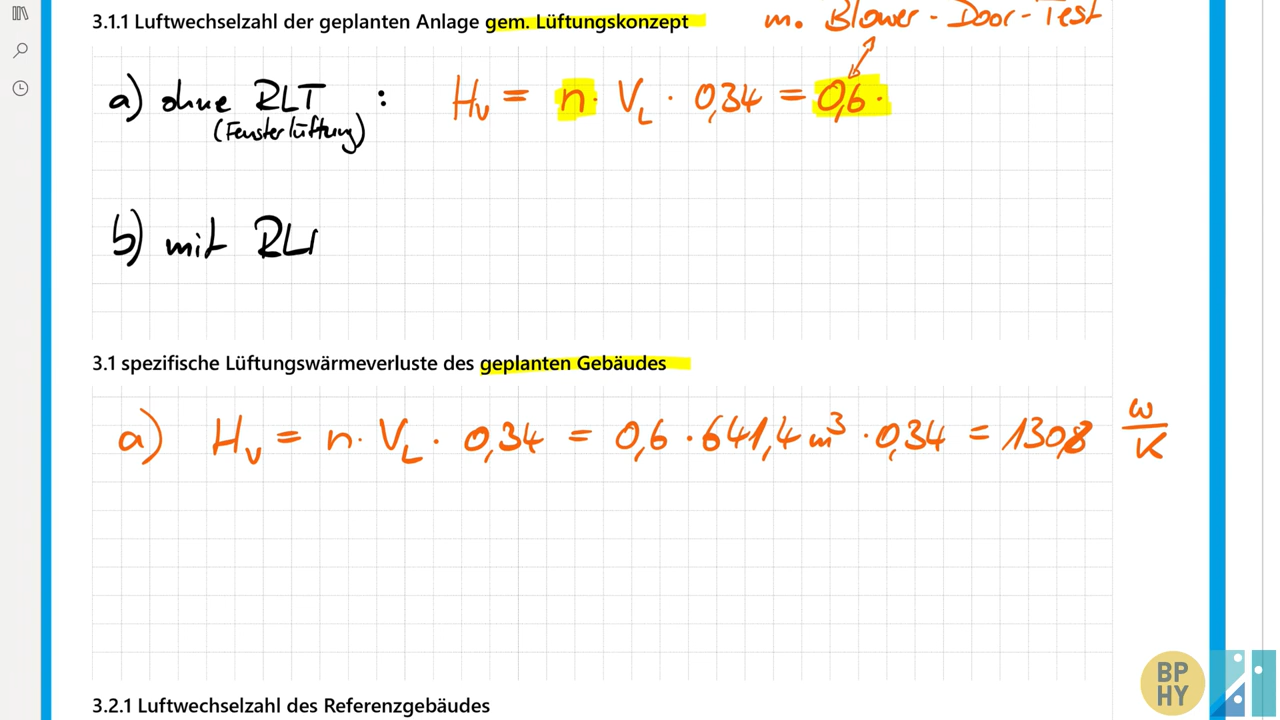 3.1.1 Luftwechselzahl der geplanten Anlage gem. Lüftungskonzept
m. Blower-Door-Test
a) ohne RLT : Hv = n · VL · 0,34 = 0,6 ·
(Fensterlüftung)
b) mit RL
3.1 spezifische Lüftungswärmeverluste des geplanten Gebäudes
a) Hv = n · VL · 0,34 = 0,6 · 641,4 m³ · 0,34 = 130,8 W/K
3.2.1 Luftwechselzahl des Referenzgebäudes
BP
HY